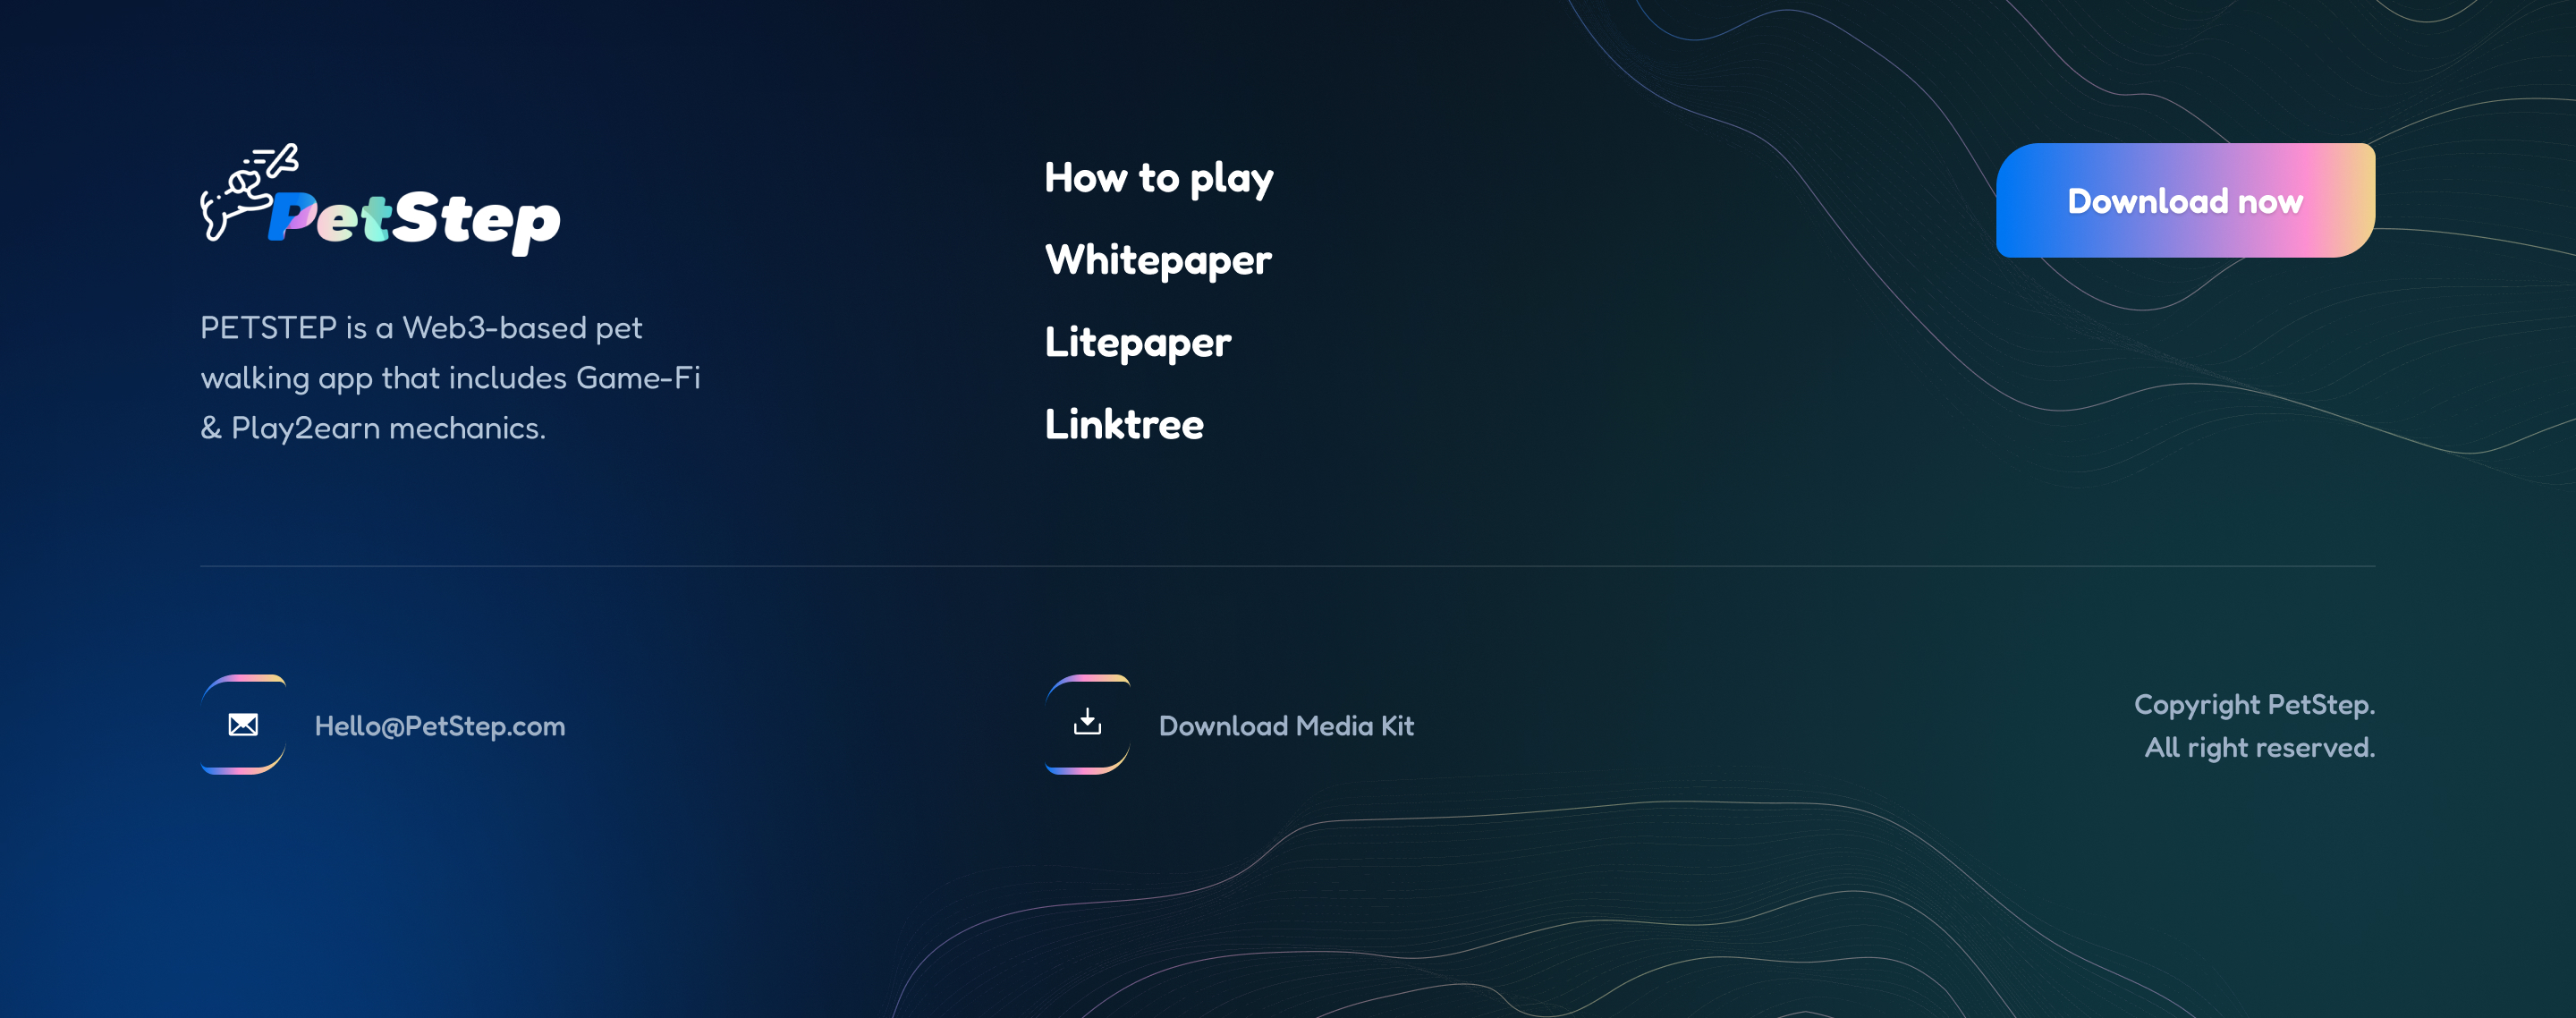 PetStep
PETSTEP is a Web3-based pet
walking app that includes Game-Fi
& Play2earn mechanics.
How to play
Whitepaper
Litepaper
Linktree
Download now
Hello@PetStep.com
Download Media Kit
Copyright PetStep.
All right reserved.